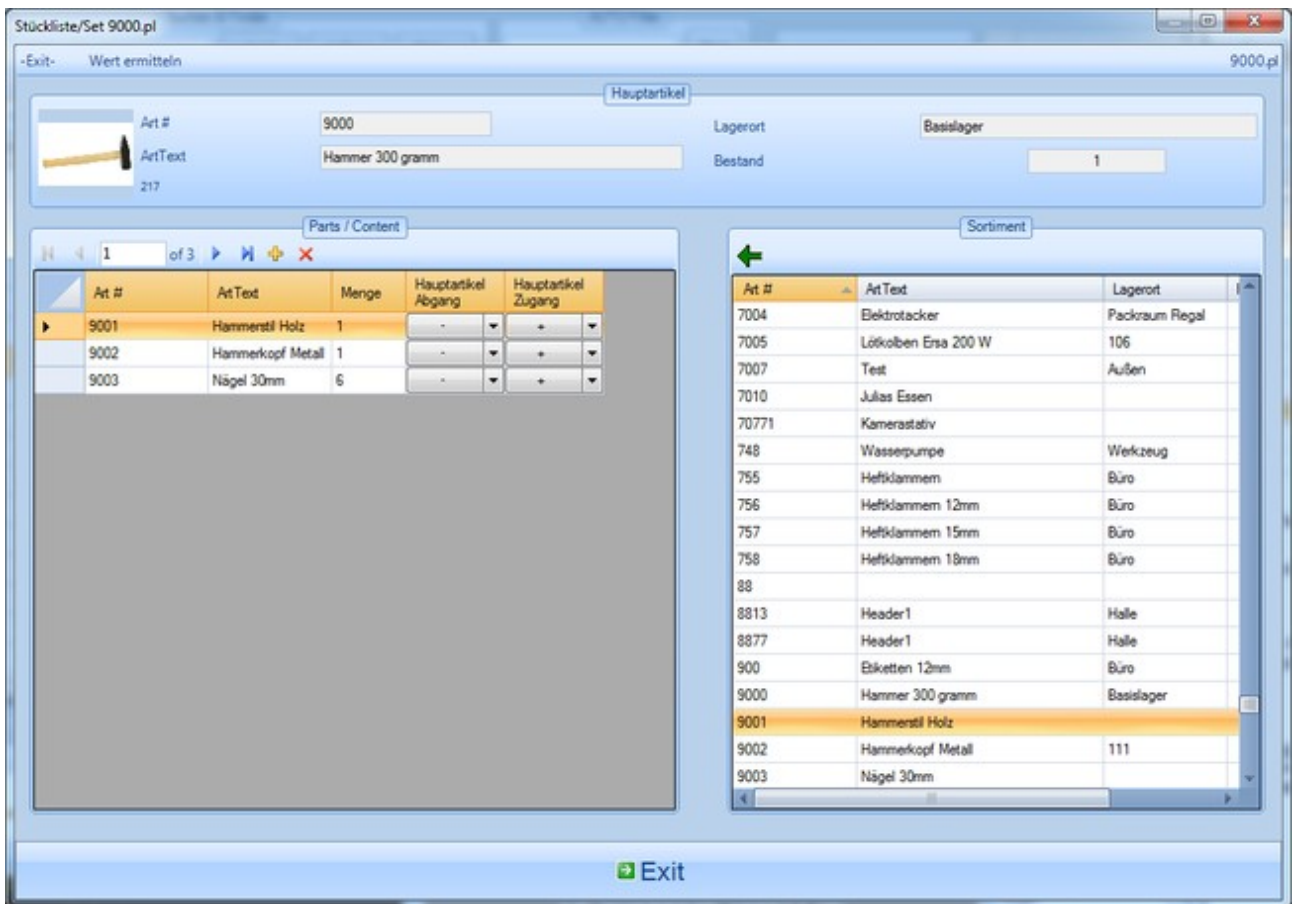 Stückliste/Set 9000.pl
-Exit- Wert ermitteln 9000.pl
Hauptartikel
Art # 9000 Lagerort Basislager
ArtText Hammer 300 gramm Bestand 1
217
Parts / Content
1 of 3
Art # ArtText Menge Hauptartikel Abgang Hauptartikel Zugang
9001 Hammerstil Holz 1 - +
9002 Hammerkopf Metall 1 - +
9003 Nägel 30mm 6 - +
Sortiment
Art # ArtText Lagerort
7004 Elektrotacker Packraum Regal
7005 Lötkolben Ersa 200 W 106
7007 Test Außen
7010 Julias Essen
70771 Kamerastativ
748 Wasserpumpe Werkzeug
755 Heftklammern Büro
756 Heftklammern 12mm Büro
757 Heftklammern 15mm Büro
758 Heftklammern 18mm Büro
88
8813 Header1 Halle
8877 Header1 Halle
900 Etiketten 12mm Büro
9000 Hammer 300 gramm Basislager
9001 Hammerstil Holz
9002 Hammerkopf Metall 111
9003 Nägel 30mm
Exit